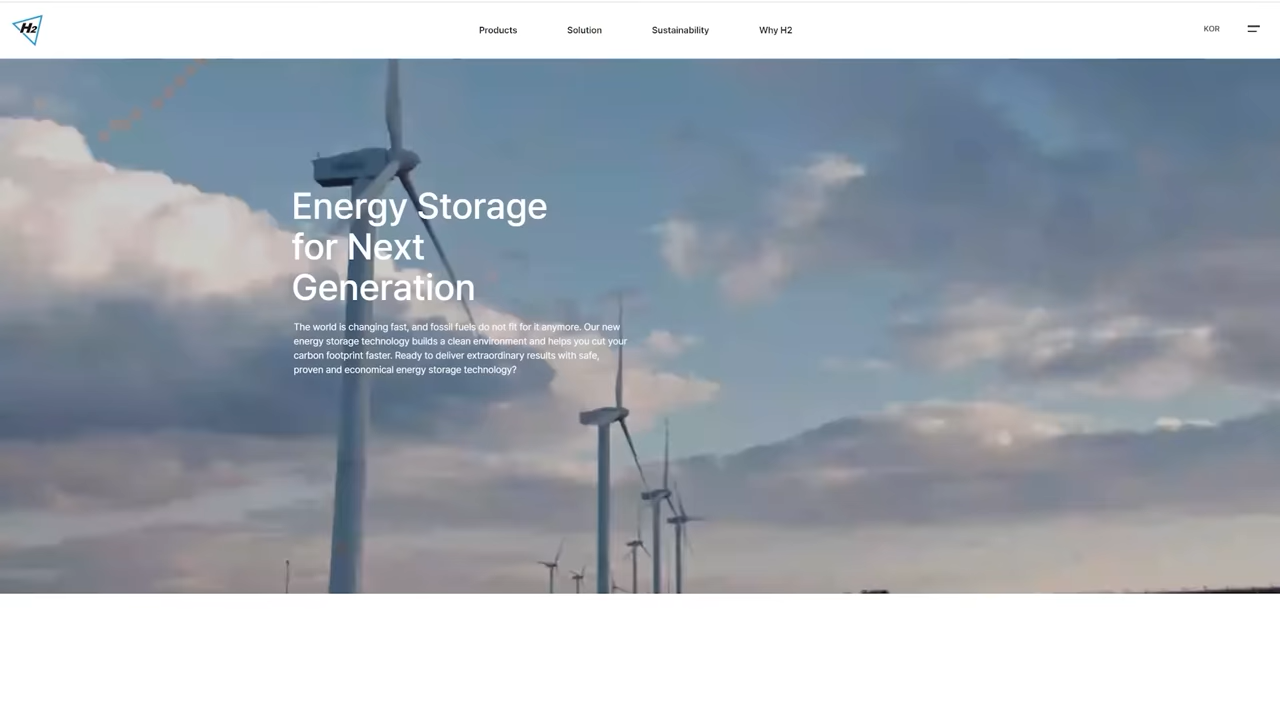 H2
Products
Solution
Sustainability
Why H2
KOR
Energy Storage
for Next
Generation
The world is changing fast, and fossil fuels do not fit for it anymore. Our new
energy storage technology builds a clean environment and helps you cut your
carbon footprint faster. Ready to deliver extraordinary results with safe,
proven and economical energy storage technology?